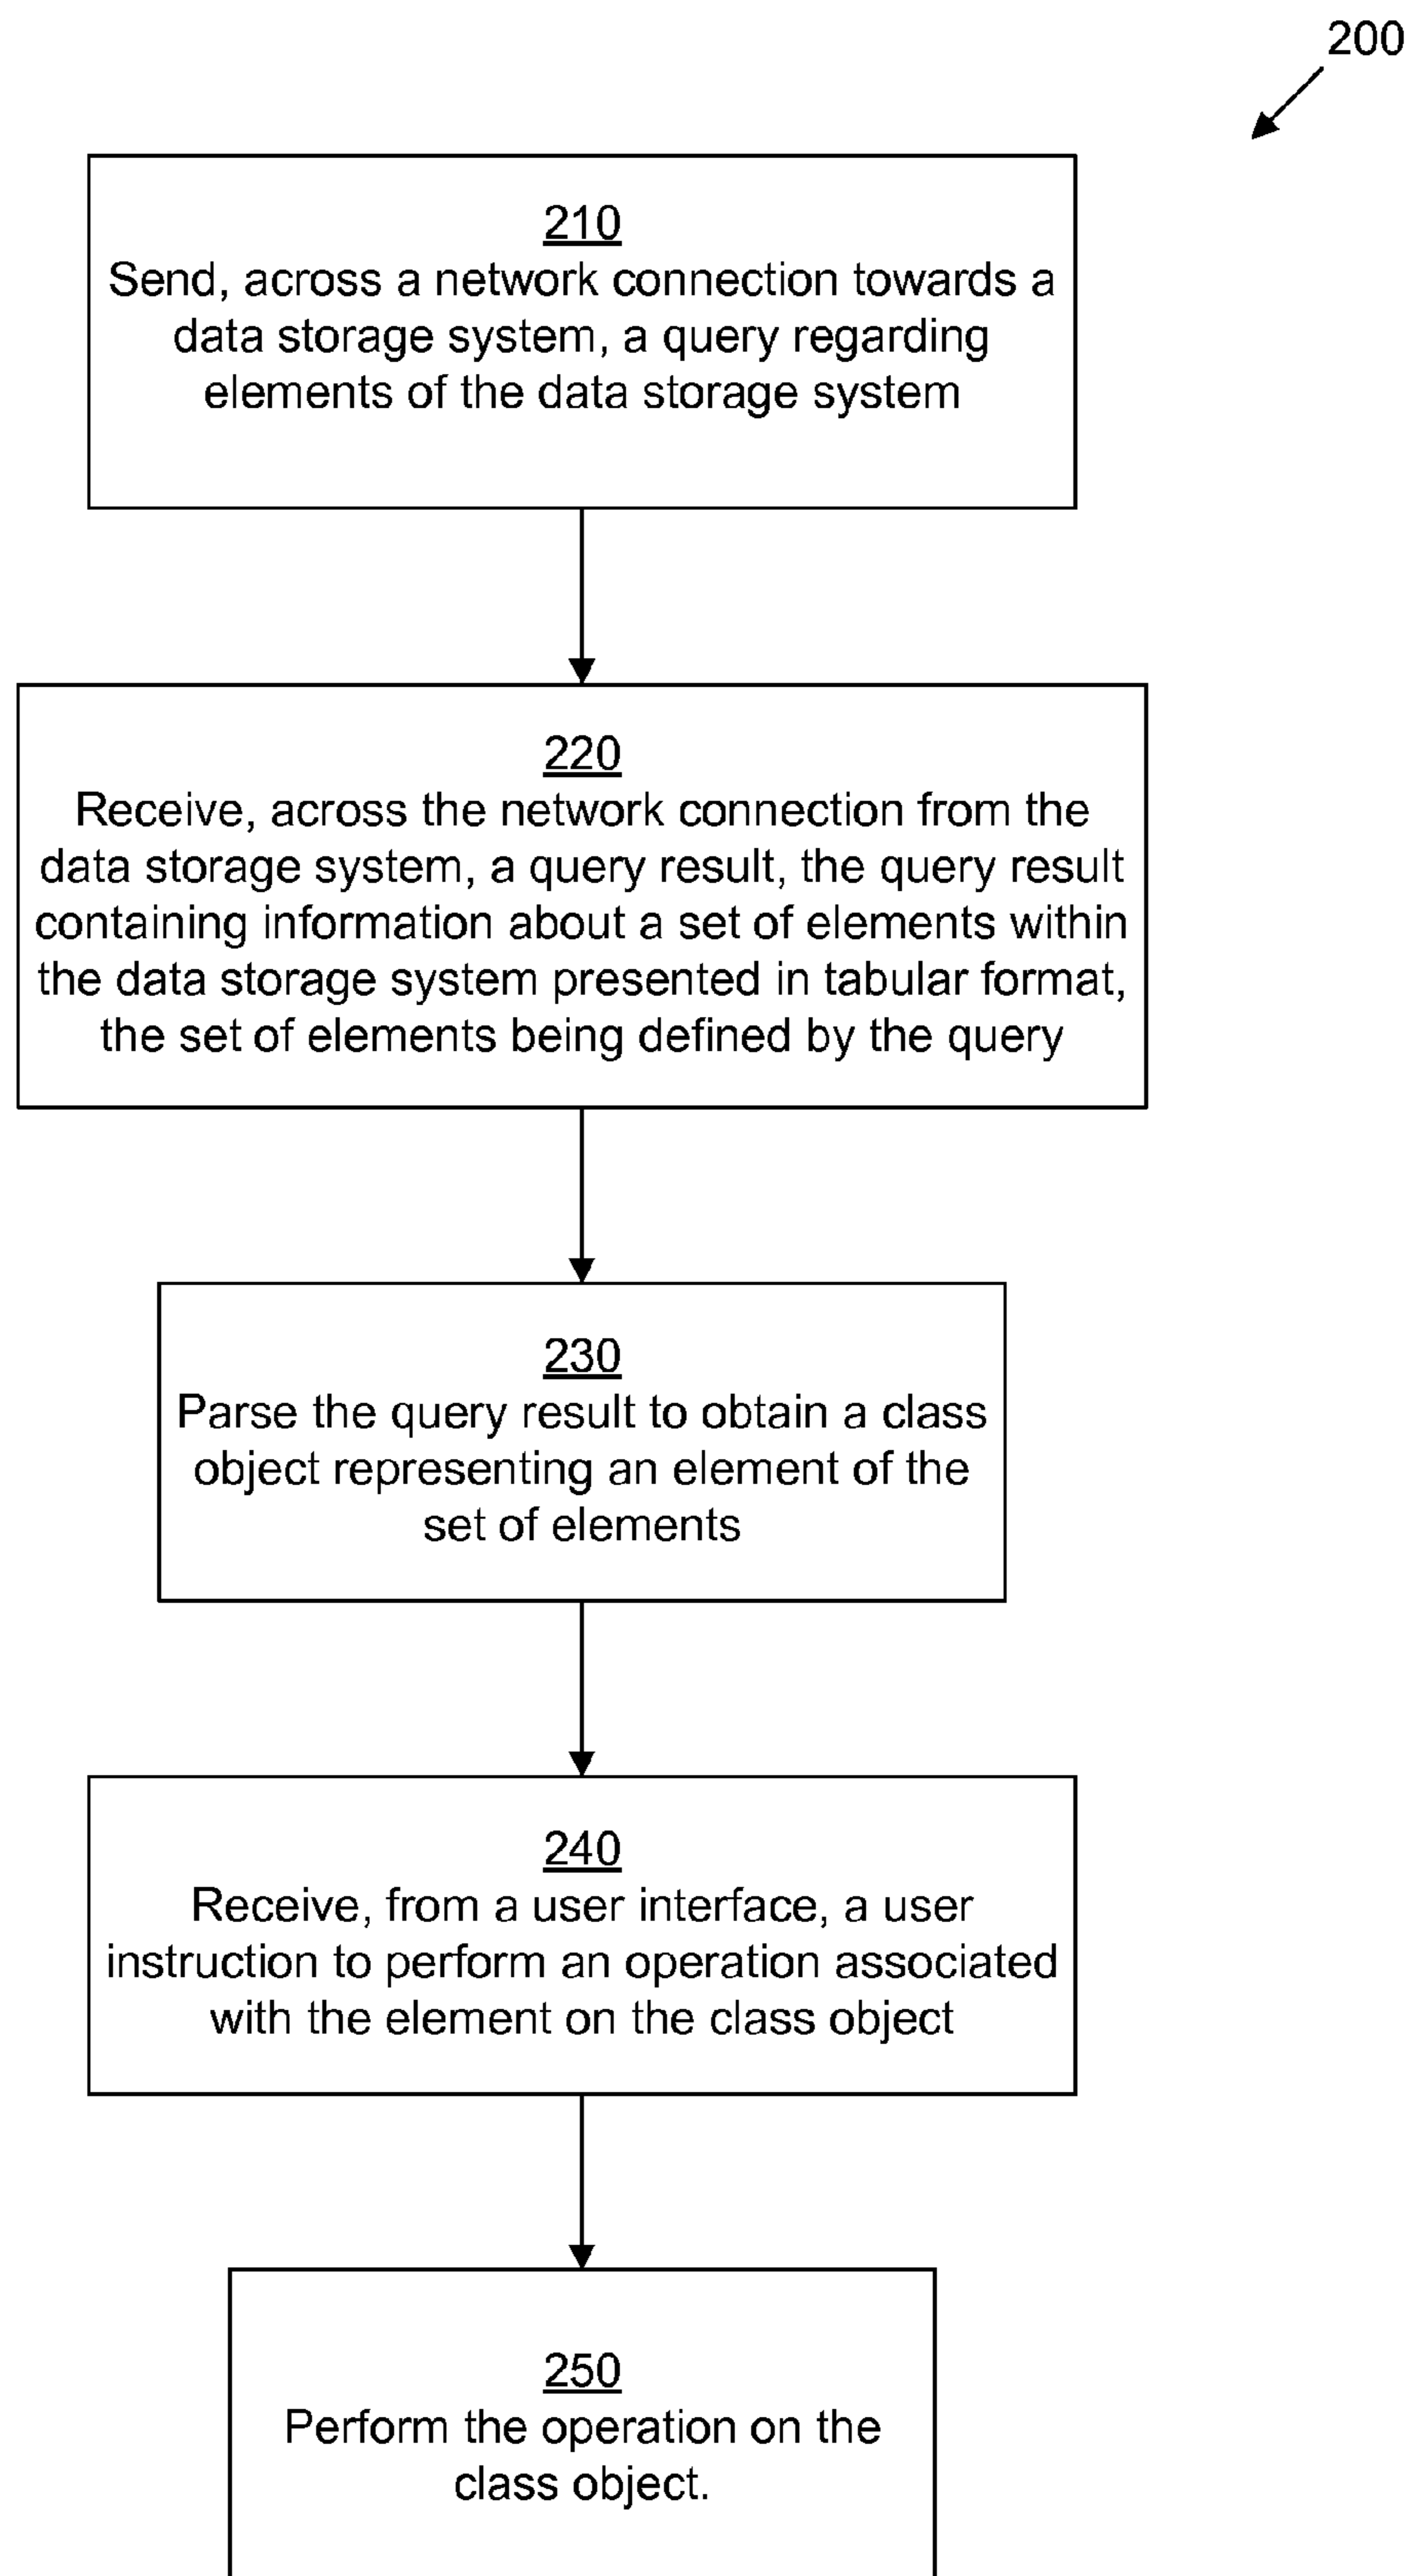 200
210
Send, across a network connection towards a
data storage system, a query regarding
elements of the data storage system
220
Receive, across the network connection from the
data storage system, a query result, the query result
containing information about a set of elements within
the data storage system presented in tabular format,
the set of elements being defined by the query
230
Parse the query result to obtain a class
object representing an element of the
set of elements
240
Receive, from a user interface, a user
instruction to perform an operation associated
with the element on the class object
250
Perform the operation on the
class object.